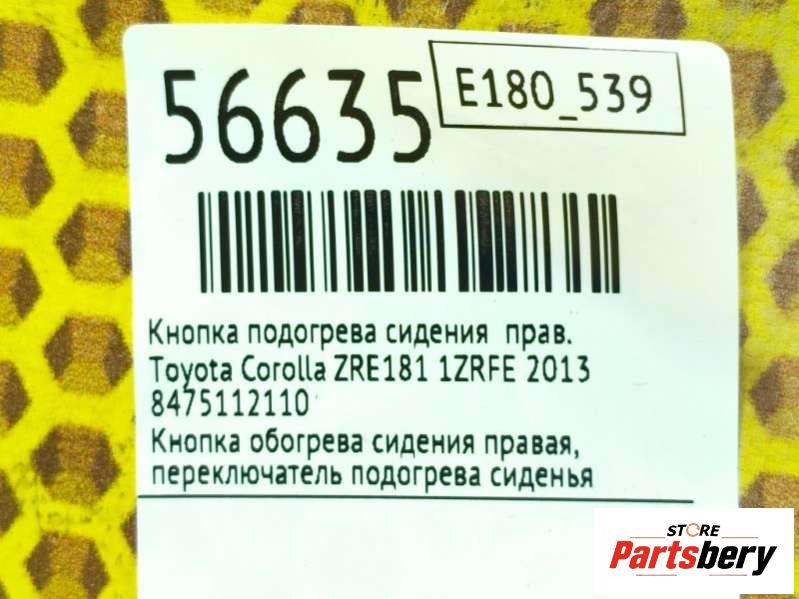 56635
E180_539
Кнопка подогрева сидения прав.
Toyota Corolla ZRE181 1ZRFE 2013
8475112110
Кнопка обогрева сидения правая,
переключатель подогрева сиденья
STORE
Partsbery